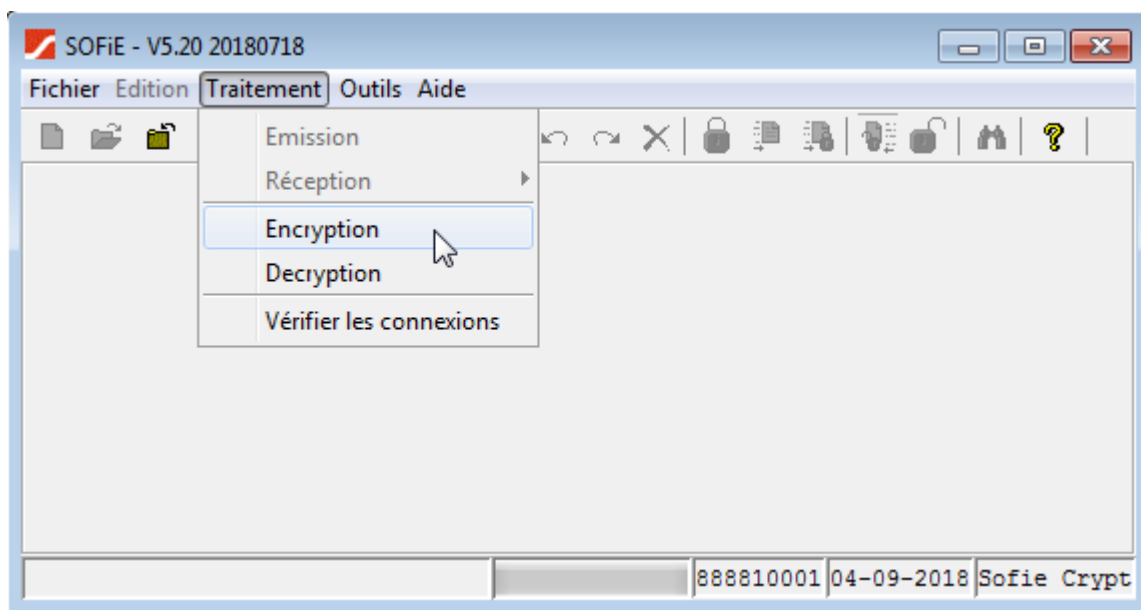 SOFiE - V5.20 20180718
Fichier Edition Traitement Outils Aide
Emission
Réception
Encryption
Decryption
Vérifier les connexions
888810001 04-09-2018 Sofie Crypt